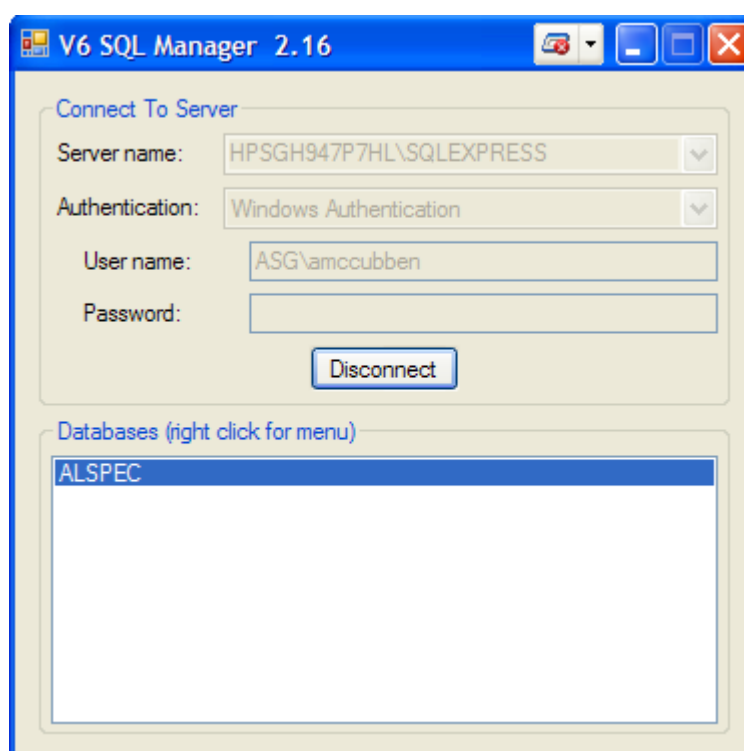 V6 SQL Manager 2.16
Connect To Server
Server name: HPSGH947P7HL\SQLEXPRESS
Authentication: Windows Authentication
User name: ASG\amccubben
Password:
Disconnect
Databases (right click for menu)
ALSPEC